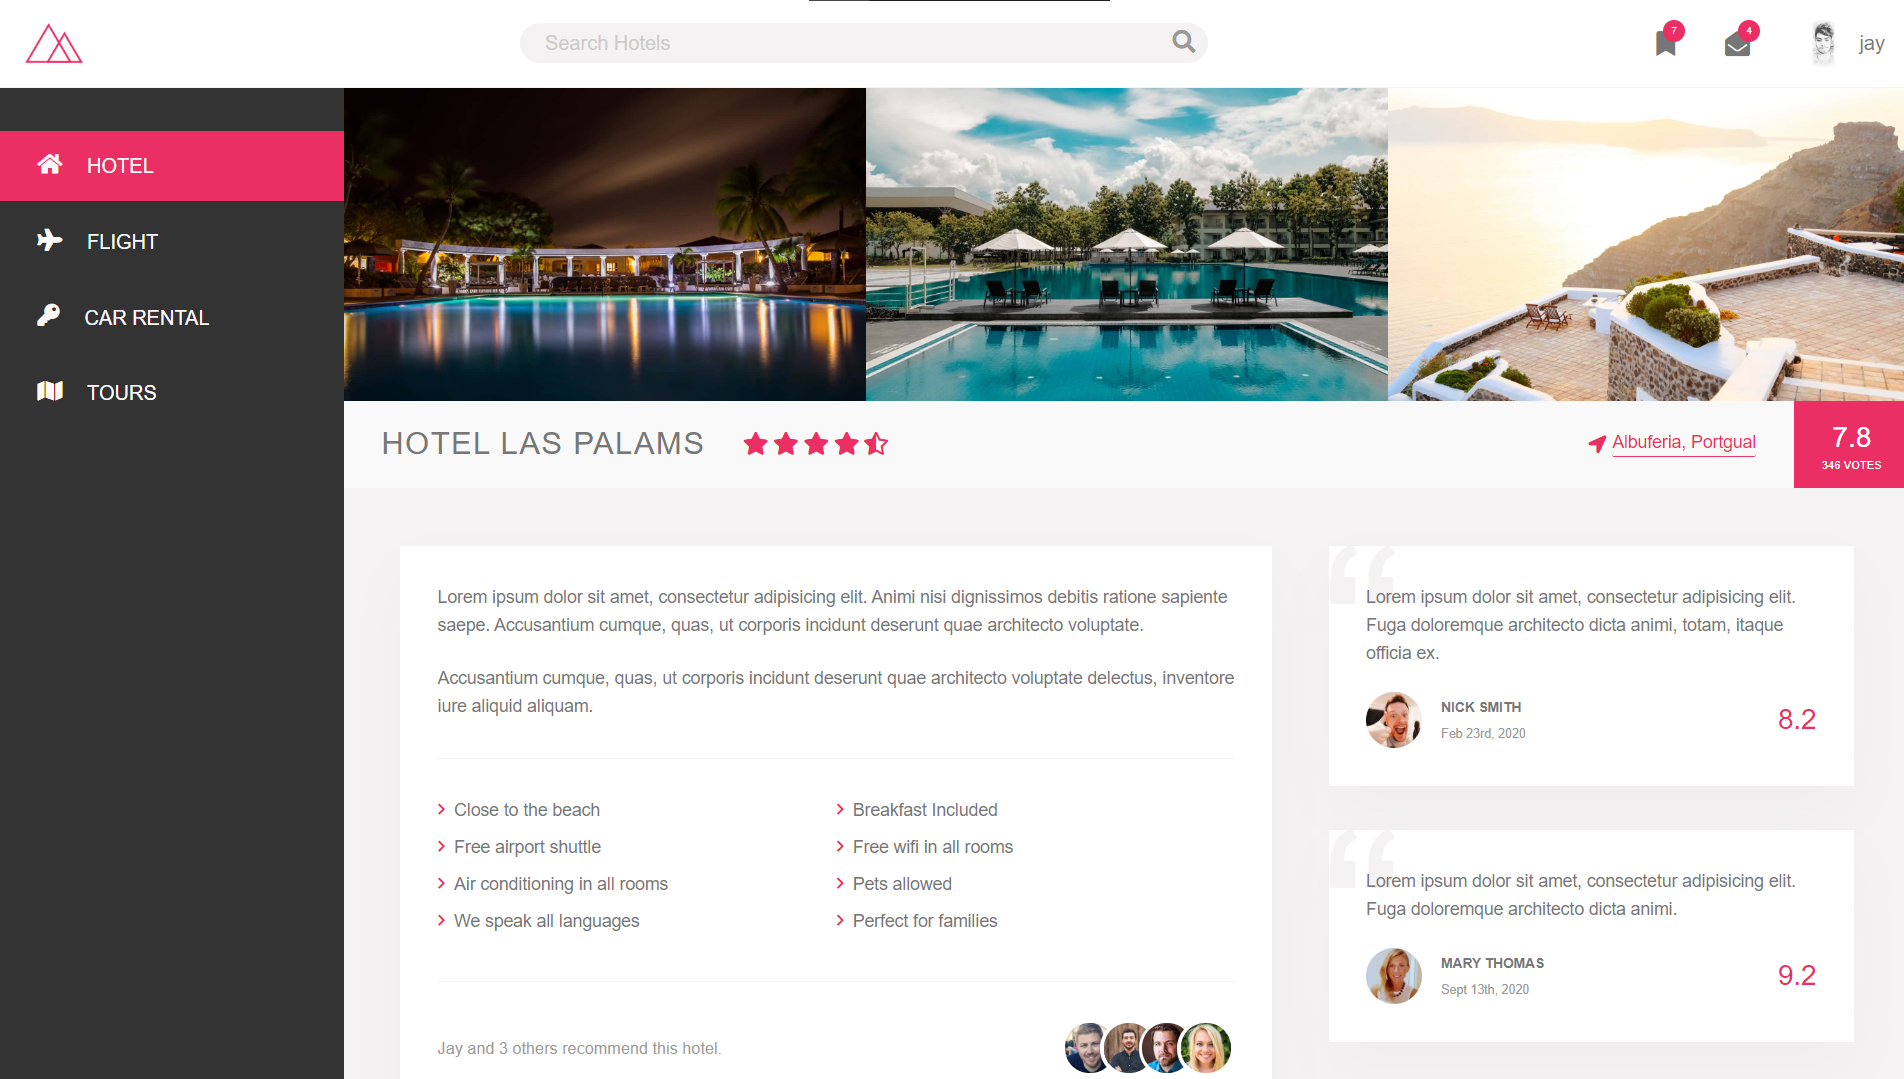 Search Hotels
7
4
jay
HOTEL
FLIGHT
CAR RENTAL
TOURS
HOTEL LAS PALAMS
Albuferia, Portgual
7.8
346 VOTES
Lorem ipsum dolor sit amet, consectetur adipisicing elit. Animi nisi dignissimos debitis ratione sapiente
saepe. Accusantium cumque, quas, ut corporis incidunt deserunt quae architecto voluptate.
Accusantium cumque, quas, ut corporis incidunt deserunt quae architecto voluptate delectus, inventore
iure aliquid aliquam.
Close to the beach
Breakfast Included
Free airport shuttle
Free wifi in all rooms
Air conditioning in all rooms
Pets allowed
We speak all languages
Perfect for families
Jay and 3 others recommend this hotel.
“
Lorem ipsum dolor sit amet, consectetur adipisicing elit.
Fuga doloremque architecto dicta animi, totam, itaque
officia ex.
NICK SMITH
Feb 23rd, 2020
8.2
“
Lorem ipsum dolor sit amet, consectetur adipisicing elit.
Fuga doloremque architecto dicta animi.
MARY THOMAS
Sept 13th, 2020
9.2